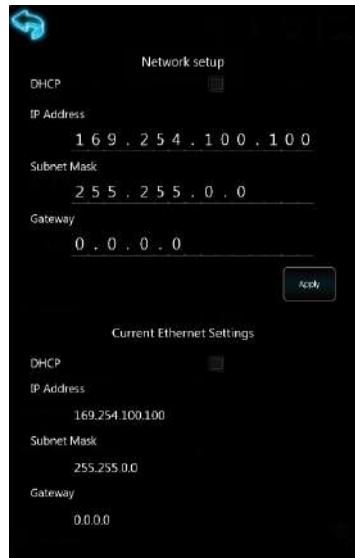 Network setup
DHCP
IP Address
169.254.100.100
Subnet Mask
255.255.0.0
Gateway
0.0.0.0
Apply
Current Ethernet Settings
DHCP
IP Address
169.254.100.100
Subnet Mask
255.255.0.0
Gateway
0.0.0.0